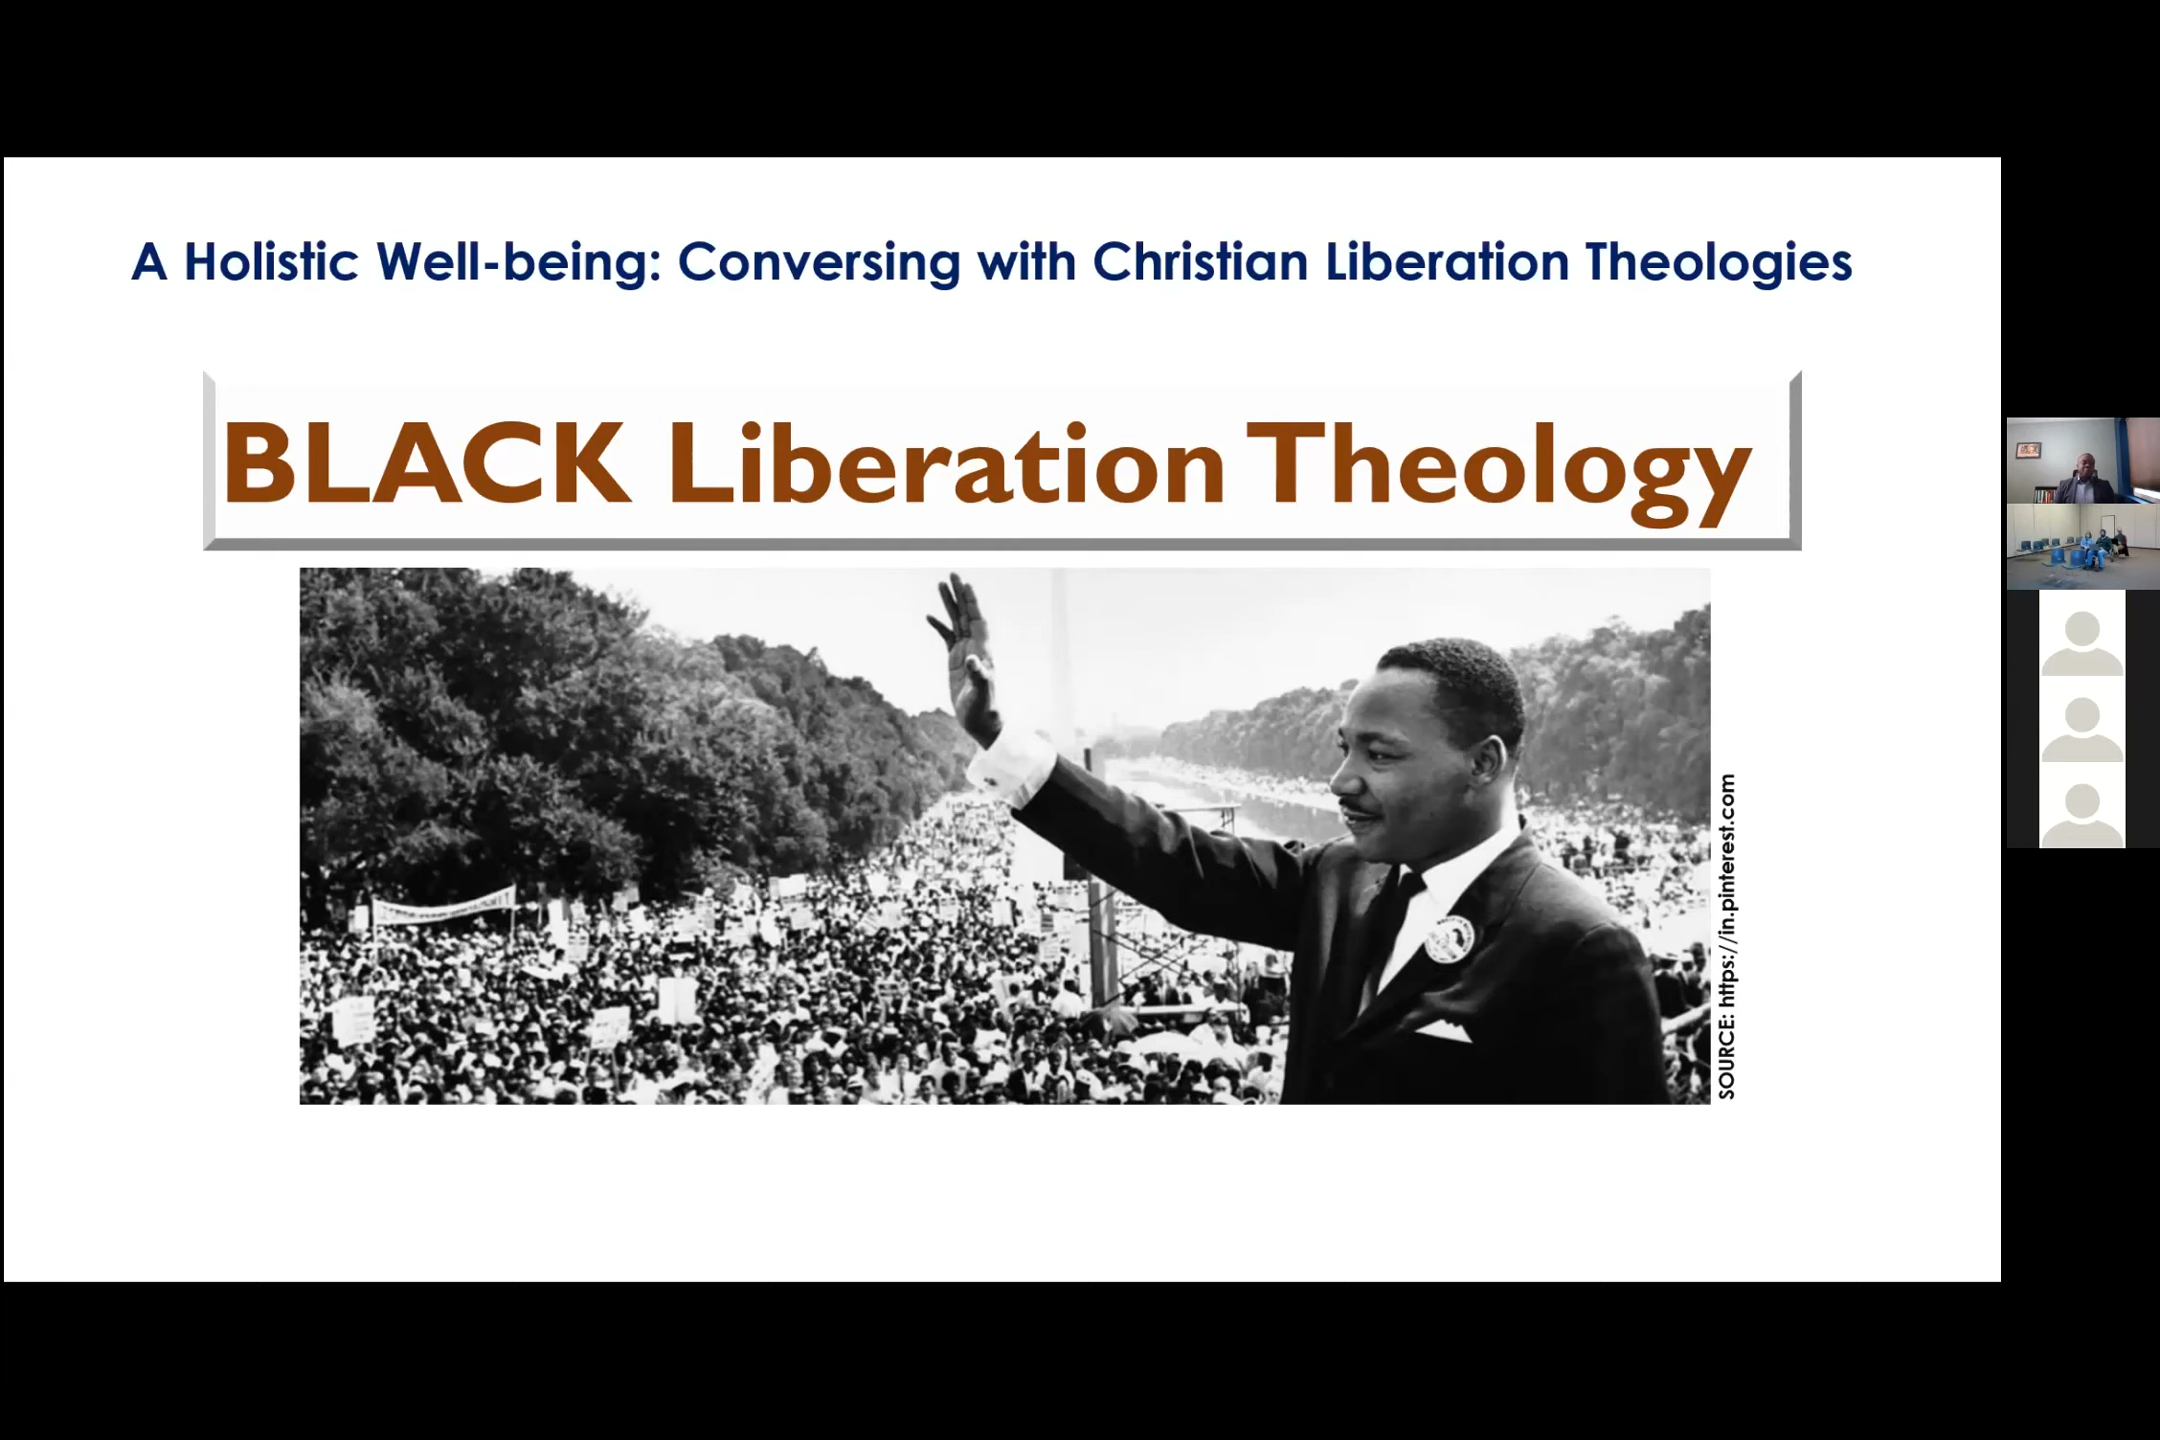 A Holistic Well-being: Conversing with Christian Liberation Theologies
BLACK Liberation Theology
SOURCE: https://in.pinterest.com